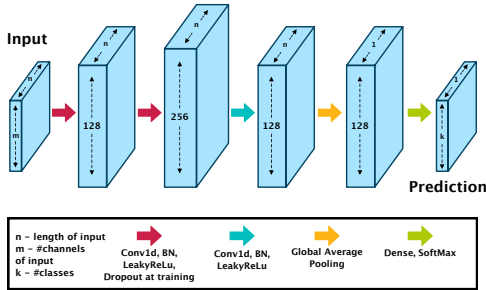 Input
n
m
n
128
n
256
n
128
1
128
1
k
Prediction
n - length of input
m - #channels
of input
k - #classes
Conv1d, BN,
LeakyReLu,
Dropout at training
Conv1d, BN,
LeakyReLu
Global Average
Pooling
Dense, SoftMax